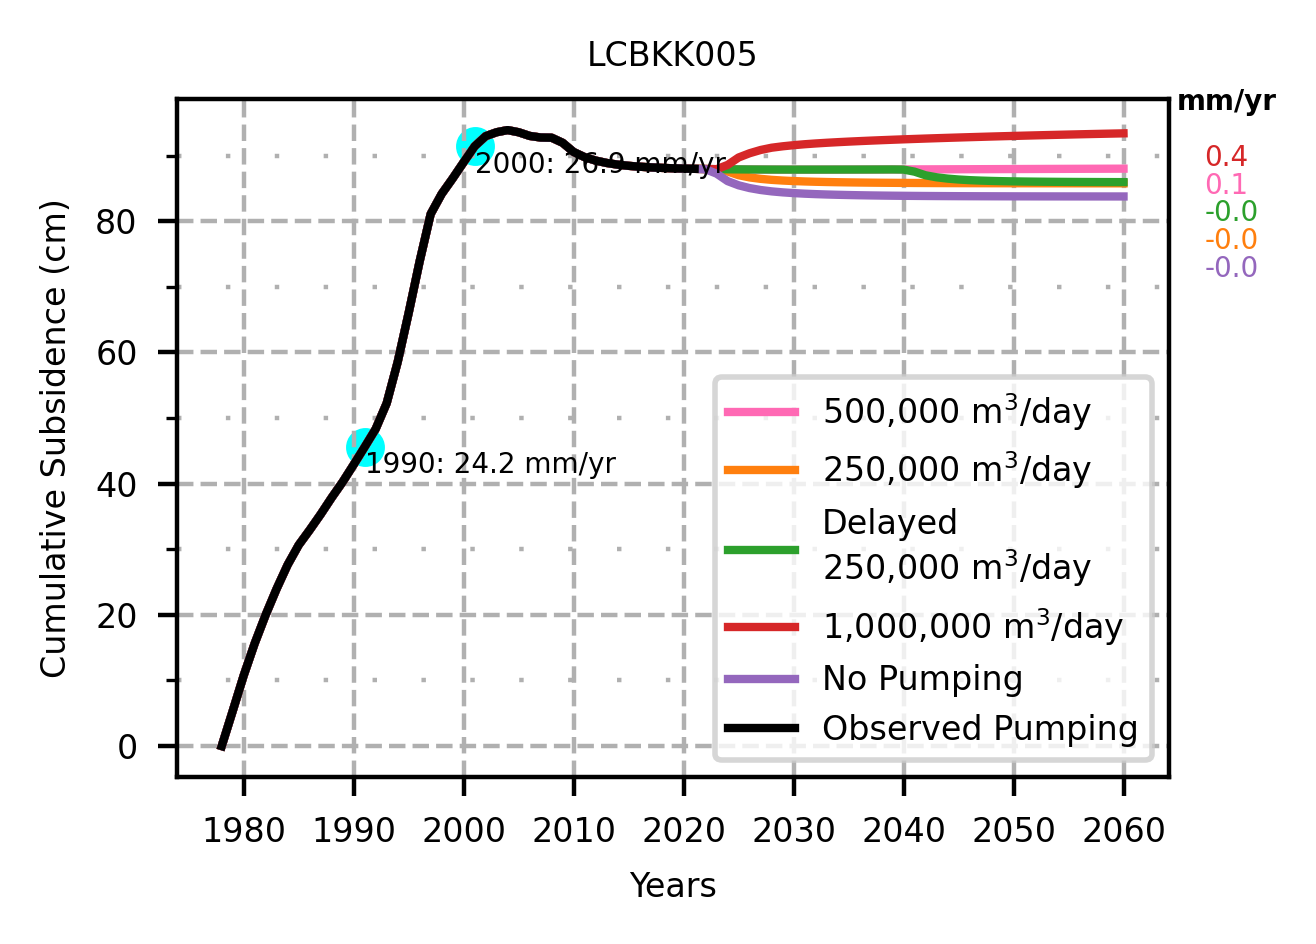 LCBKK005
mm/yr
0.4
0.1
-0.0
-0.0
-0.0
2000: 26.9 mm/yr
1990: 24.2 mm/yr
Cumulative Subsidence (cm)
80
60
40
20
0
500,000 m³/day
250,000 m³/day
Delayed
250,000 m³/day
1,000,000 m³/day
No Pumping
Observed Pumping
1980 1990 2000 2010 2020 2030 2040 2050 2060
Years